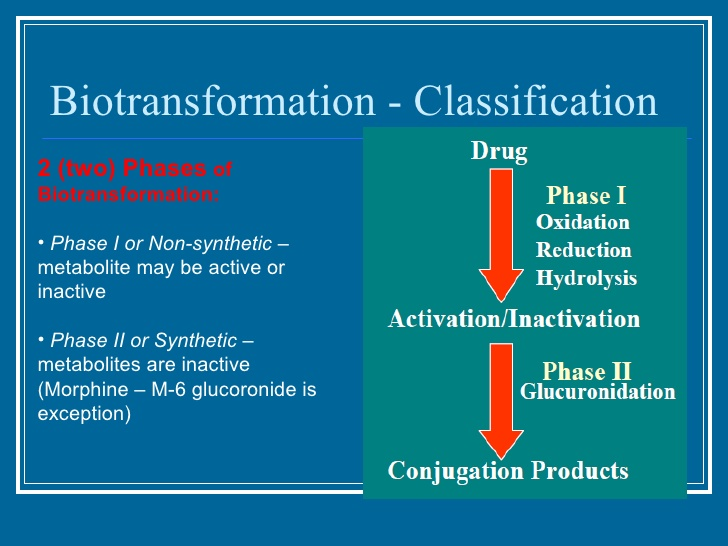 Biotransformation - Classification
2 (two) Phases of
Biotransformation:
• Phase I or Non-synthetic –
metabolite may be active or
inactive
• Phase II or Synthetic –
metabolites are inactive
(Morphine – M-6 glucoronide is
exception)
Drug
Phase I
Oxidation
Reduction
Hydrolysis
Activation/Inactivation
Phase II
Glucuronidation
Conjugation Products